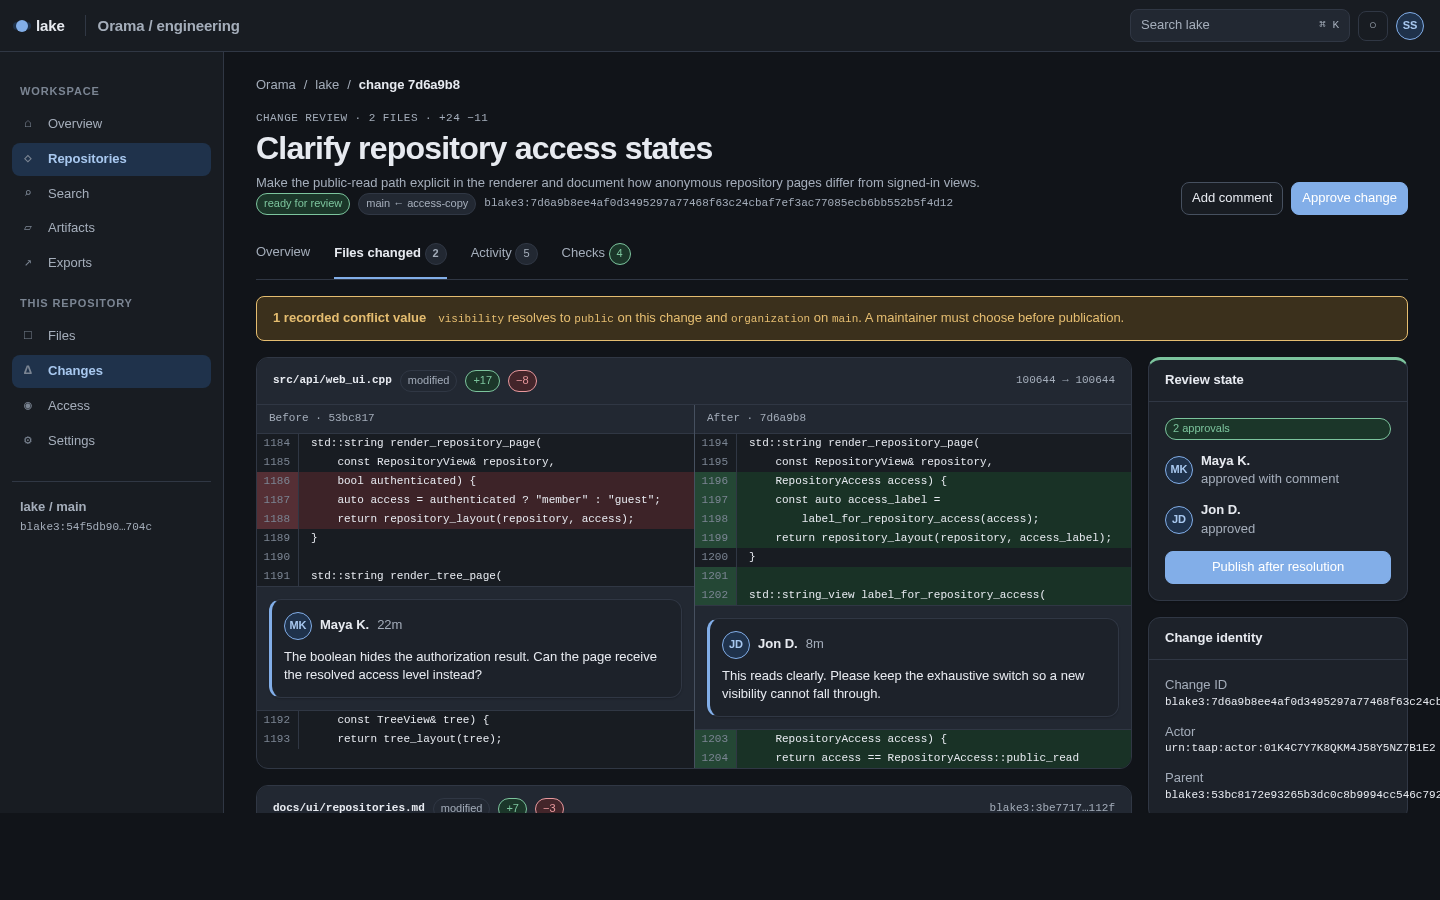 lake
Orama / engineering
Search lake
⌘ K
SS
WORKSPACE
Overview
Repositories
Search
Artifacts
Exports
THIS REPOSITORY
Files
Changes
Access
Settings
lake / main
blake3:54f5db90…704c
Orama / lake / change 7d6a9b8
CHANGE REVIEW · 2 FILES · +24 −11
Clarify repository access states
Make the public-read path explicit in the renderer and document how anonymous repository pages differ from signed-in views.
ready for review main ← access-copy blake3:7d6a9b8ee4af0d3495297a77468f63c24cbaf7ef3ac77085ecb6bb552b5f4d12
Add comment
Approve change
Overview Files changed 2 Activity 5 Checks 4
1 recorded conflict value visibility resolves to public on this change and organization on main. A maintainer must choose before publication.
src/api/web_ui.cpp modified +17 −8 100644 → 100644
Before · 53bc817
1184 std::string render_repository_page(
1185 const RepositoryView& repository,
1186 bool authenticated) {
1187 auto access = authenticated ? "member" : "guest";
1188 return repository_layout(repository, access);
1189 }
1190
1191 std::string render_tree_page(
MK Maya K. 22m
The boolean hides the authorization result. Can the page receive
the resolved access level instead?
1192 const TreeView& tree) {
1193 return tree_layout(tree);
After · 7d6a9b8
1194 std::string render_repository_page(
1195 const RepositoryView& repository,
1196 RepositoryAccess access) {
1197 const auto access_label =
1198 label_for_repository_access(access);
1199 return repository_layout(repository, access_label);
1200 }
1201
1202 std::string_view label_for_repository_access(
JD Jon D. 8m
This reads clearly. Please keep the exhaustive switch so a new
visibility cannot fall through.
1203 RepositoryAccess access) {
1204 return access == RepositoryAccess::public_read
docs/ui/repositories.md modified +7 −3 blake3:3be7717…112f
Review state
2 approvals
MK Maya K.
approved with comment
JD Jon D.
approved
Publish after resolution
Change identity
Change ID
blake3:7d6a9b8ee4af0d3495297a77468f63c24cb
Actor
urn:taap:actor:01K4C7Y7K8QKM4J58Y5NZ7B1E2
Parent
blake3:53bc8172e93265b3dc0c8b9994cc546c792